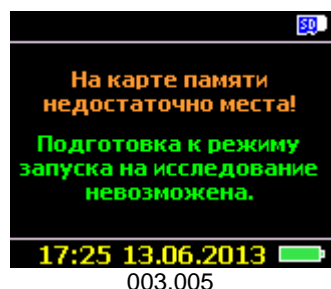 SD
На карте памяти
недостаточно места!
Подготовка к режиму
запуска на исследование
невозможена.
17:25 13.06.2013
003.005